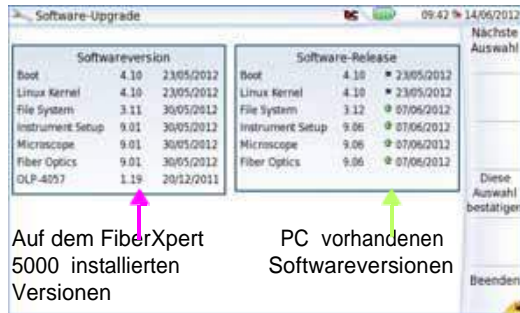 Software-Upgrade
09:42 14/06/2012
Softwareversion
Boot 4.10 23/05/2012
Linux Kernel 4.10 23/05/2012
File System 3.11 30/05/2012
Instrument Setup 9.01 30/05/2012
Microscope 9.01 30/05/2012
Fiber Optics 9.01 30/05/2012
OLP-4057 1.19 20/12/2011
Software-Release
Boot 4.10 23/05/2012
Linux Kernel 4.10 23/05/2012
File System 3.12 07/06/2012
Instrument Setup 9.06 07/06/2012
Microscope 9.06 07/06/2012
Fiber Optics 9.06 07/06/2012
Nächste
Auswahl
Diese
Auswahl
bestätigen
Beenden
Auf dem FiberXpert
5000 installierten
Versionen
PC vorhandenen
Softwareversionen